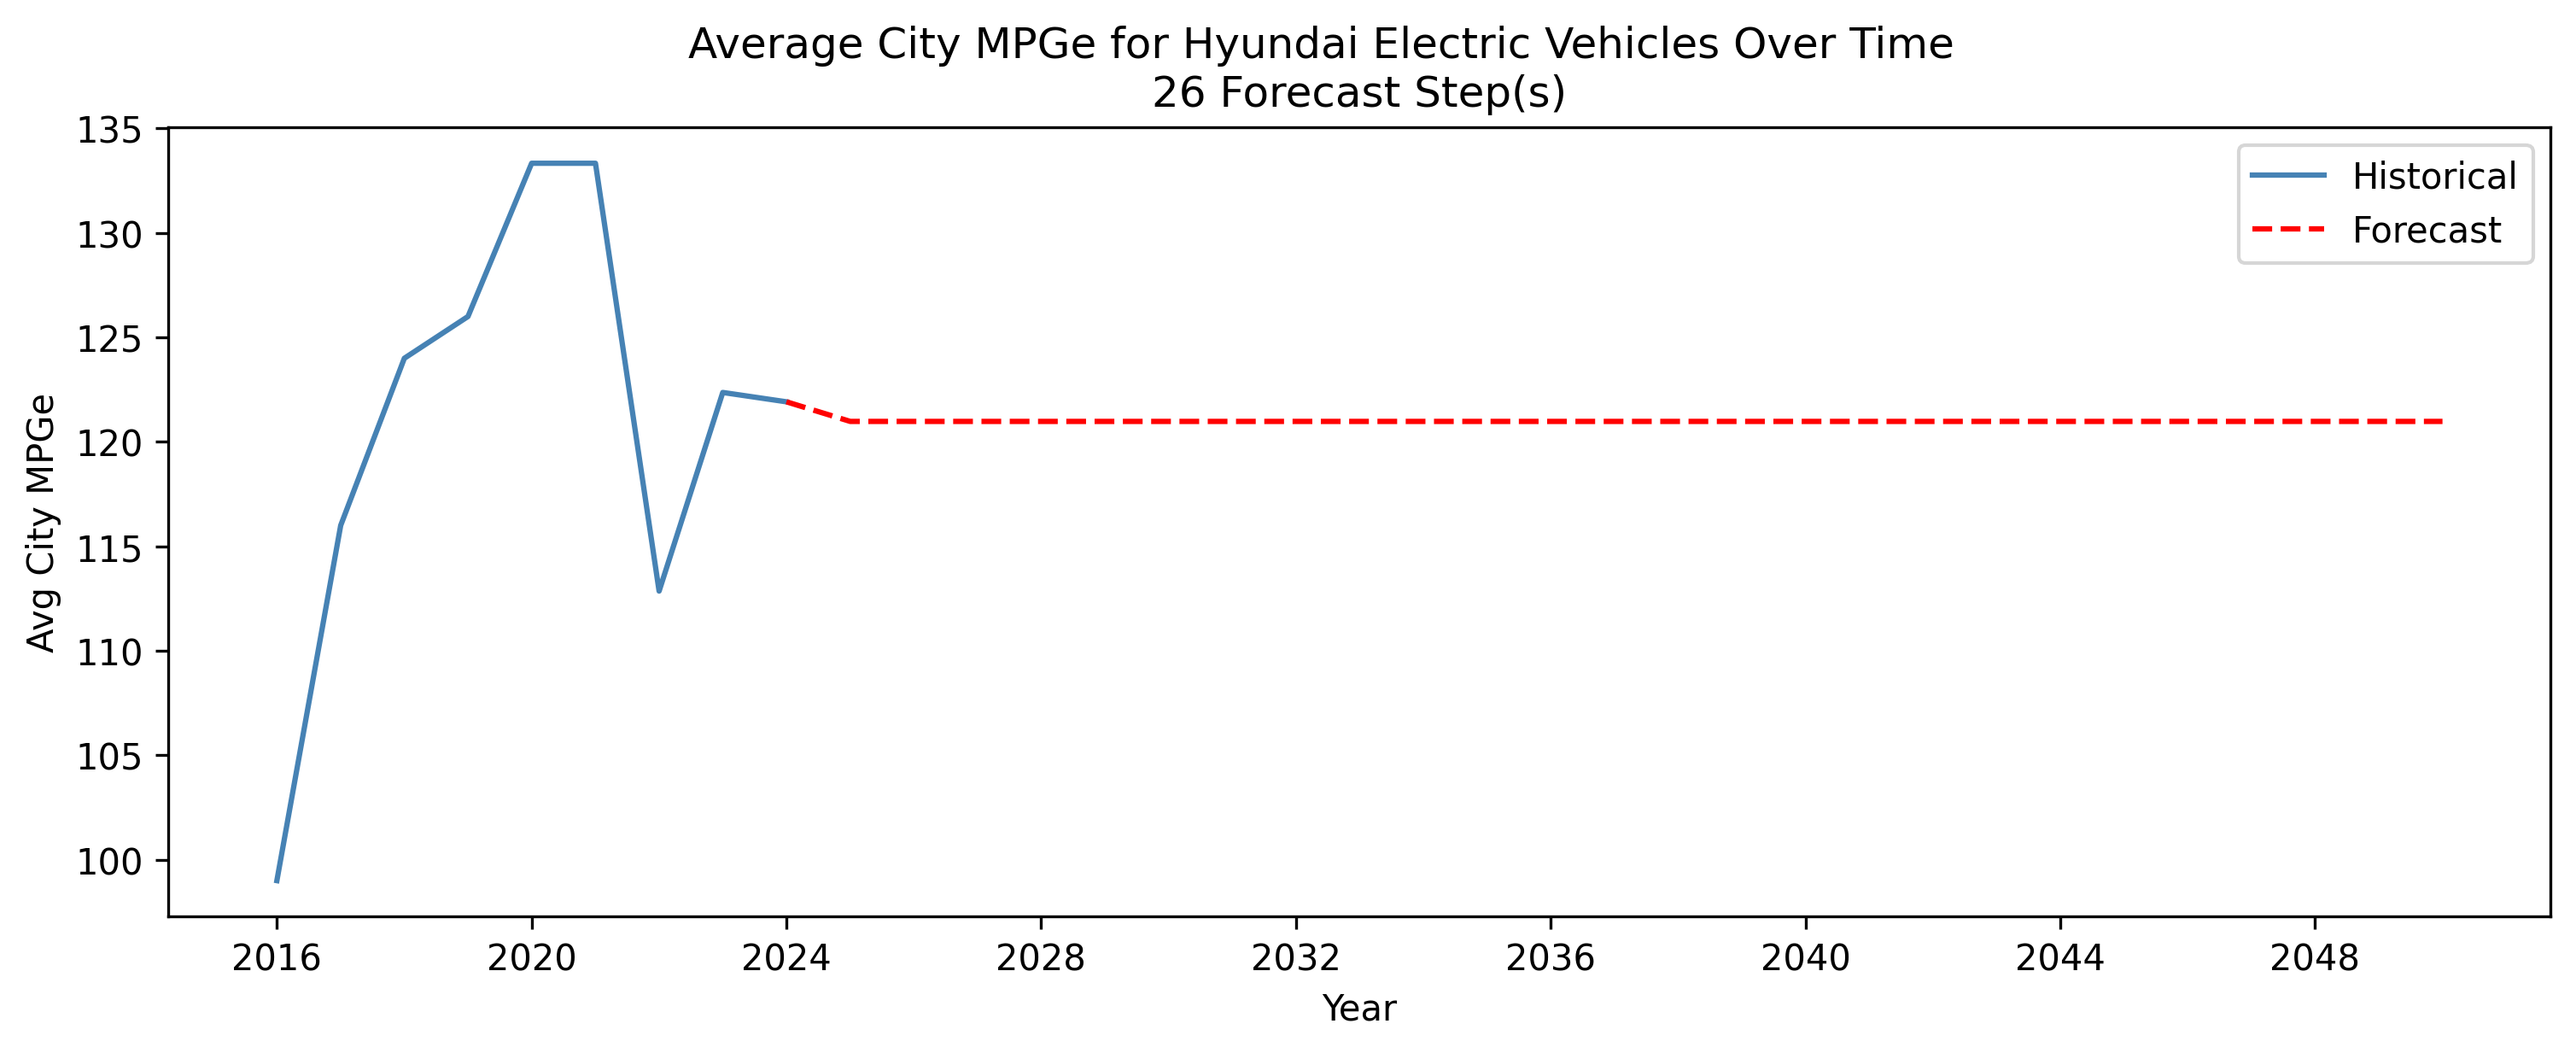 Average City MPGe for Hyundai Electric Vehicles Over Time
26 Forecast Step(s)
135
130
125
120
115
110
105
100
Avg City MPGe
Historical
Forecast
2016
2020
2024
2028
2032
2036
2040
2044
2048
Year